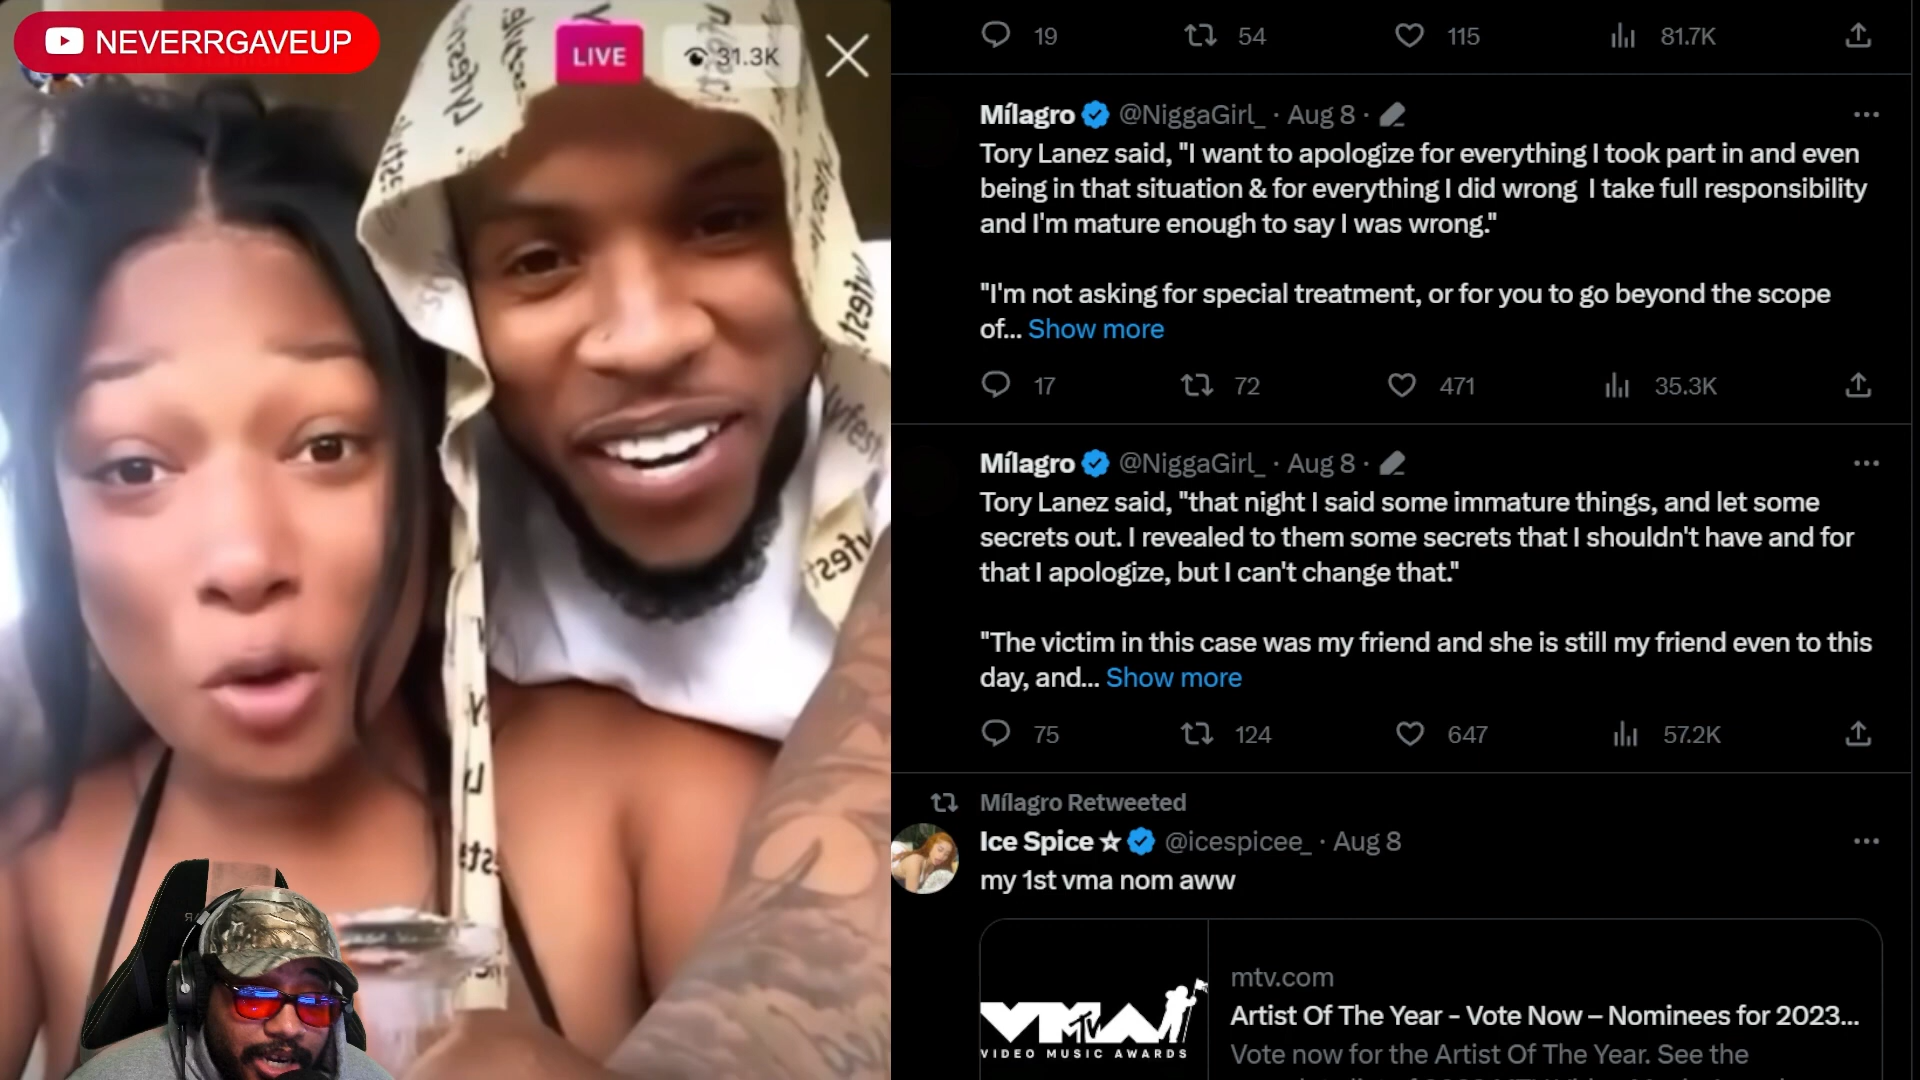 NEVERRGAVEUP
LIVE
31.3K
19 54 115 81.7K
Mílagro @NiggaGirl_ · Aug 8 ·
Tory Lanez said, "I want to apologize for everything I took part in and even
being in that situation & for everything I did wrong I take full responsibility
and I'm mature enough to say I was wrong."
"I'm not asking for special treatment, or for you to go beyond the scope
of... Show more
17 72 471 35.3K
Mílagro @NiggaGirl_ · Aug 8 ·
Tory Lanez said, "that night I said some immature things, and let some
secrets out. I revealed to them some secrets that I shouldn't have and for
that I apologize, but I can't change that."
"The victim in this case was my friend and she is still my friend even to this
day, and... Show more
75 124 647 57.2K
Mílagro Retweeted
Ice Spice ☆ @icespicee_ · Aug 8
my 1st vma nom aww
VMA
MTV
VIDEO MUSIC AWARDS
mtv.com
Artist Of The Year - Vote Now – Nominees for 2023...
Vote now for the Artist Of The Year. See the